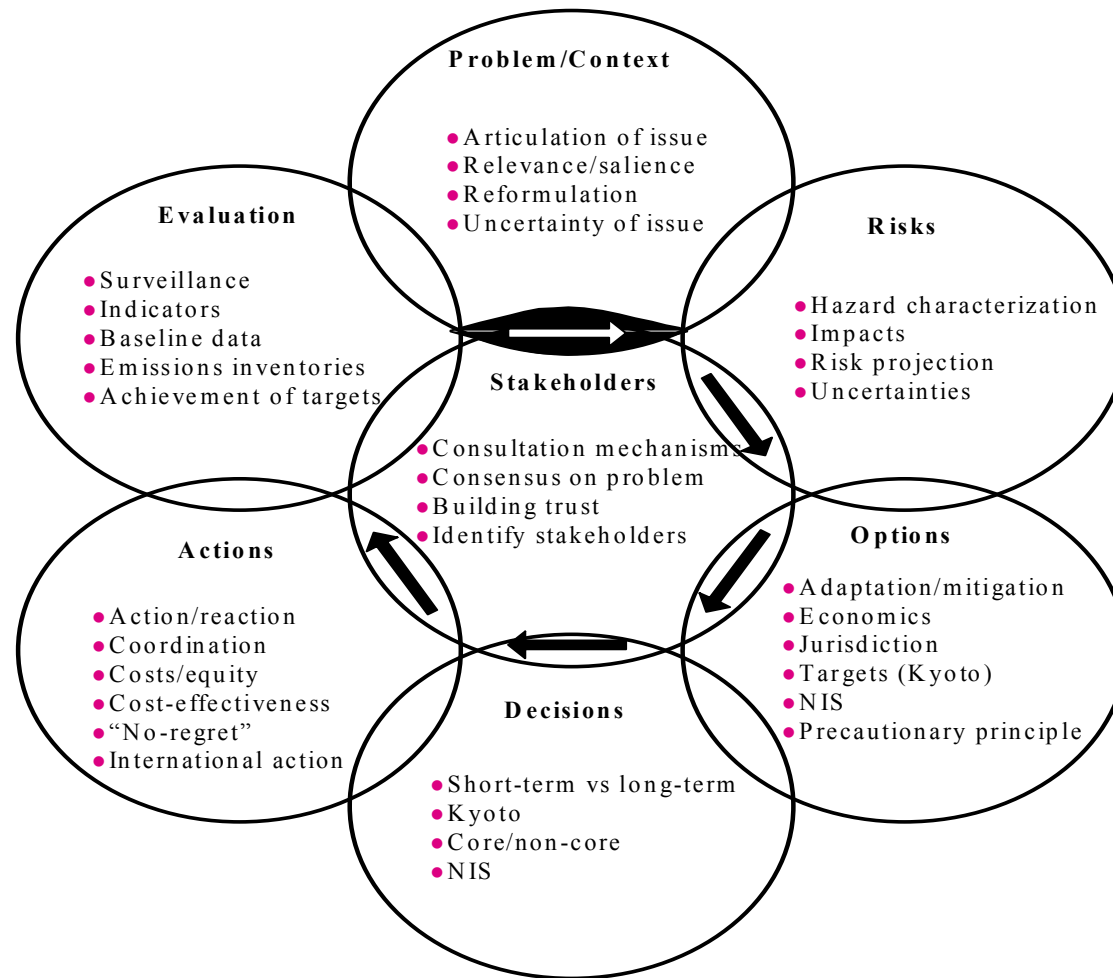 Problem/Context
Articulation of issue
Relevance/salience
Reformulation
Uncertainty of issue
Evaluation
Surveillance
Indicators
Baseline data
Emissions inventories
Achievement of targets
Risks
Hazard characterization
Impacts
Risk projection
Uncertainties
Stakeholders
Consultation mechanisms
Consensus on problem
Building trust
Identify stakeholders
Actions
Action/reaction
Coordination
Costs/equity
Cost-effectiveness
“No-regret”
International action
Options
Adaptation/mitigation
Economics
Jurisdiction
Targets (Kyoto)
NIS
Precautionary principle
Decisions
Short-term vs long-term
Kyoto
Core/non-core
NIS